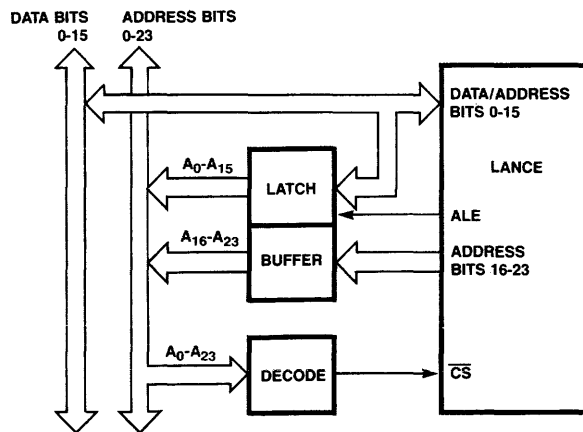 DATA BITS
0-15
ADDRESS BITS
0-23
DATA/ADDRESS
BITS 0-15
LANCE
A0-A15
LATCH
ALE
A16-A23
BUFFER
ADDRESS
BITS 16-23
A0-A23
DECODE
CS